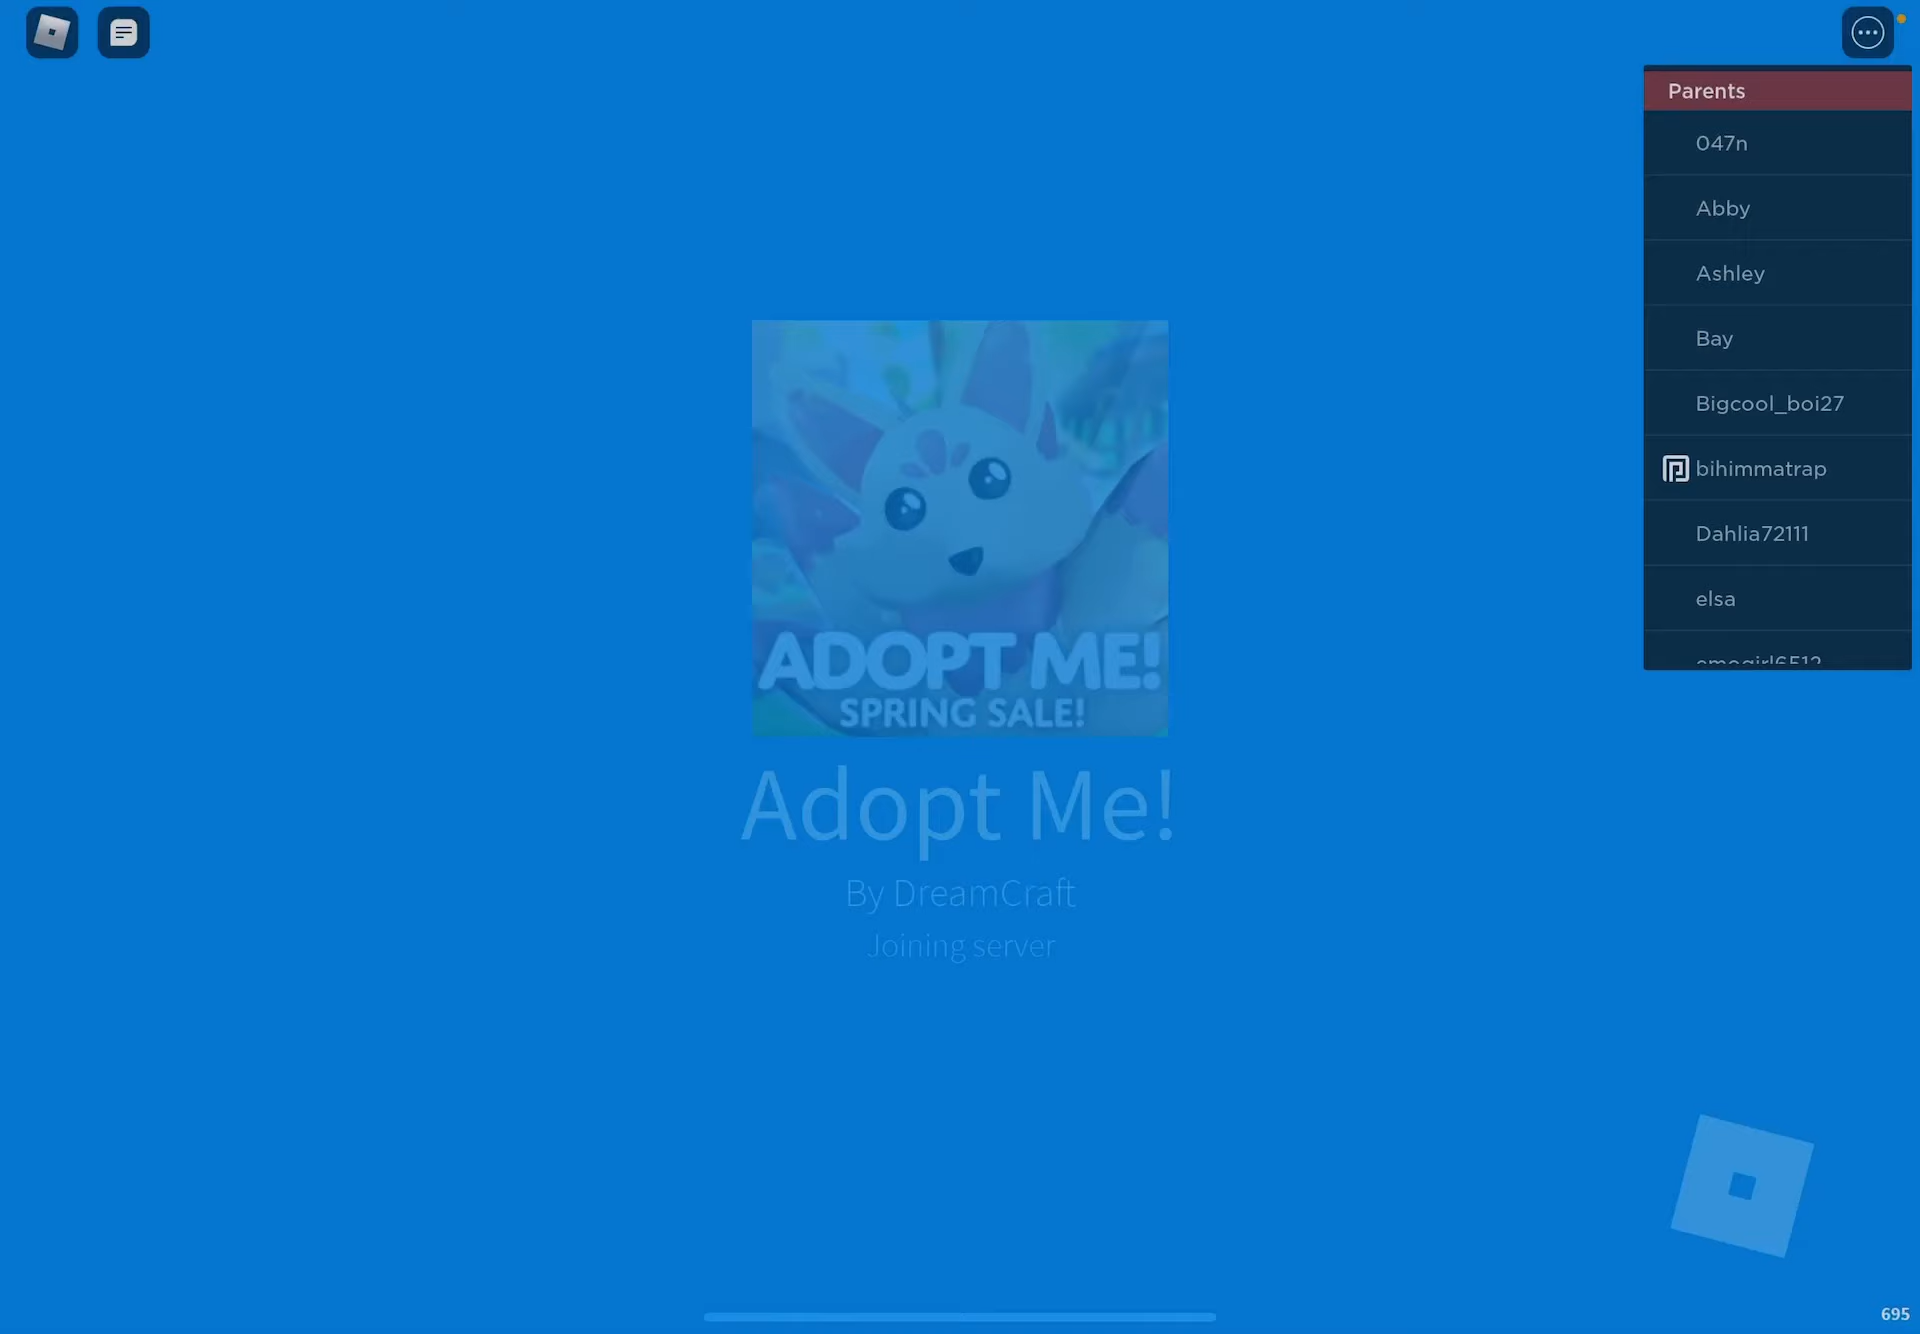 Parents
047n
Abby
Ashley
Bay
Bigcool_boi27
bihimmatrap
Dahlia72111
elsa
ADOPT ME!
SPRING SALE!
Adopt Me!
By DreamCraft
Joining server
695